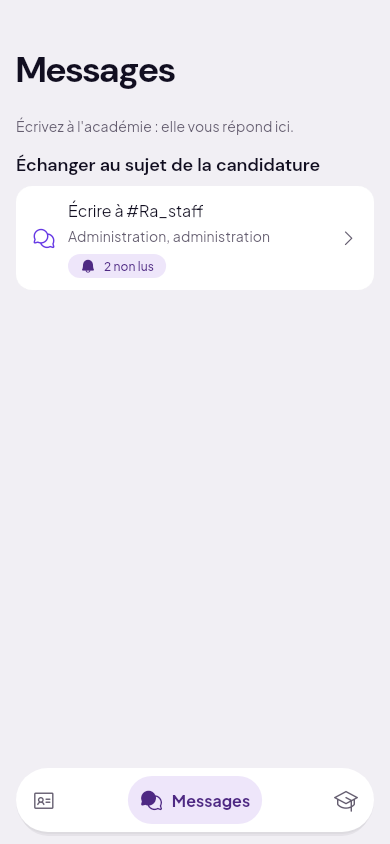 Messages
Écrivez à l'académie : elle vous répond ici.
Échanger au sujet de la candidature
Écrire à #Ra_staff
Administration, administration
2 non lus
Messages